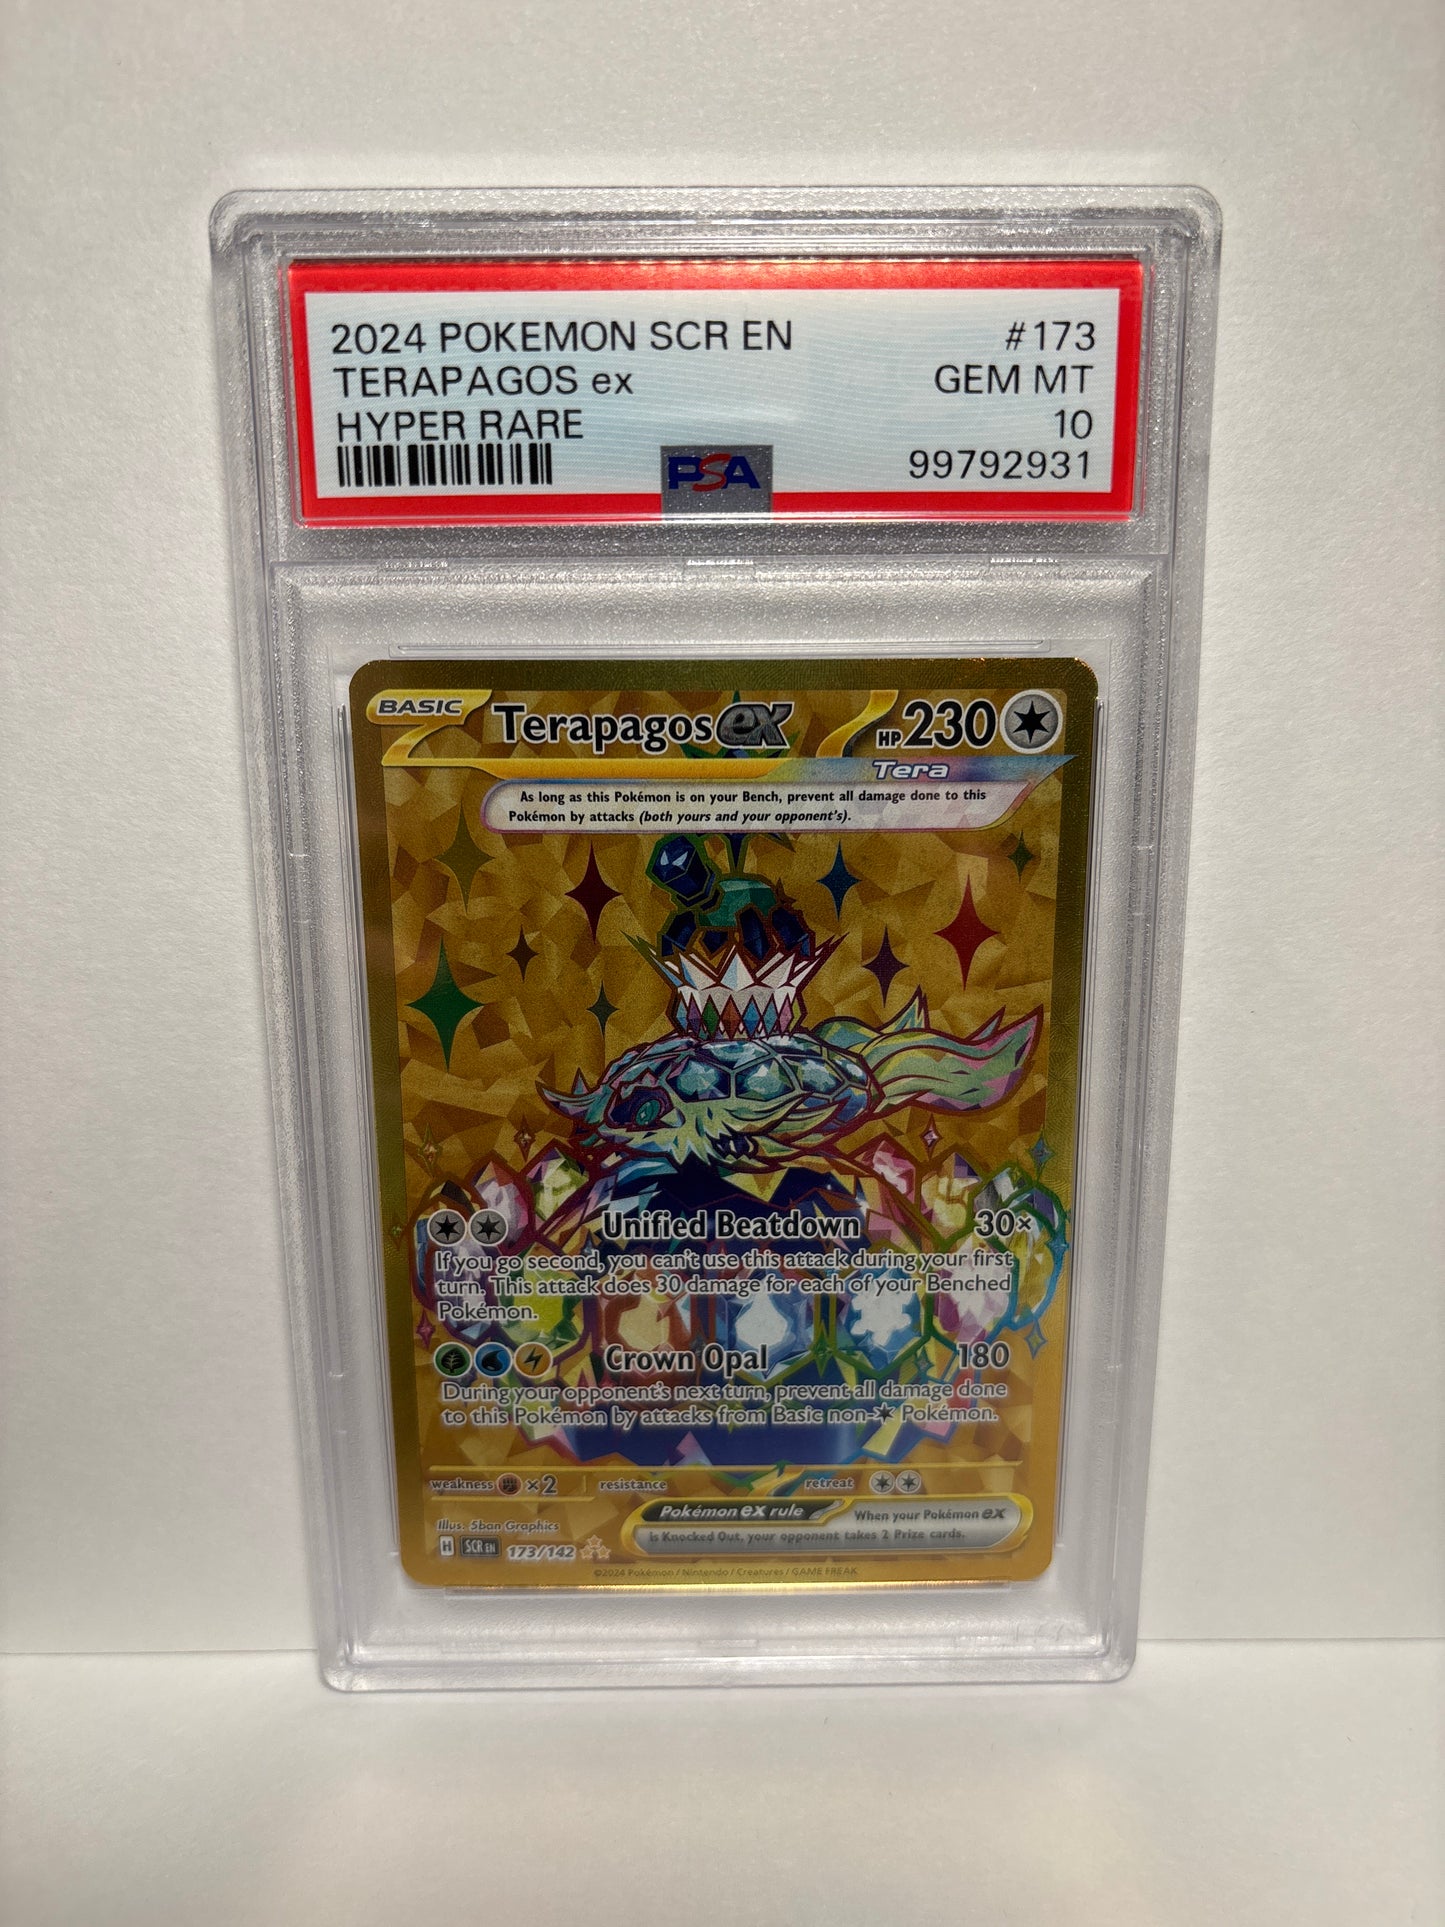 2024 POKEMON SCR EN #173
TERAPAGOS ex GEM MT
HYPER RARE 10
PSA 99792931
BASIC Terapagos ex HP 230
Tera
As long as this Pokémon is on your Bench, prevent all damage done to this
Pokémon by attacks (both yours and your opponent's).
Unified Beatdown 30×
If you go second, you can't use this attack during your first
turn. This attack does 30 damage for each of your Benched
Pokémon.
Crown Opal 180
During your opponent's next turn, prevent all damage done
to this Pokémon by attacks from Basic non- Pokémon.
weakness ×2 resistance retreat
Pokémon ex rule When your Pokémon ex
is Knocked Out, your opponent takes 2 Prize cards.
Illus. 5ban Graphics
H SCR EN 173/142
©2024 Pokémon / Nintendo / Creatures / GAME FREAK